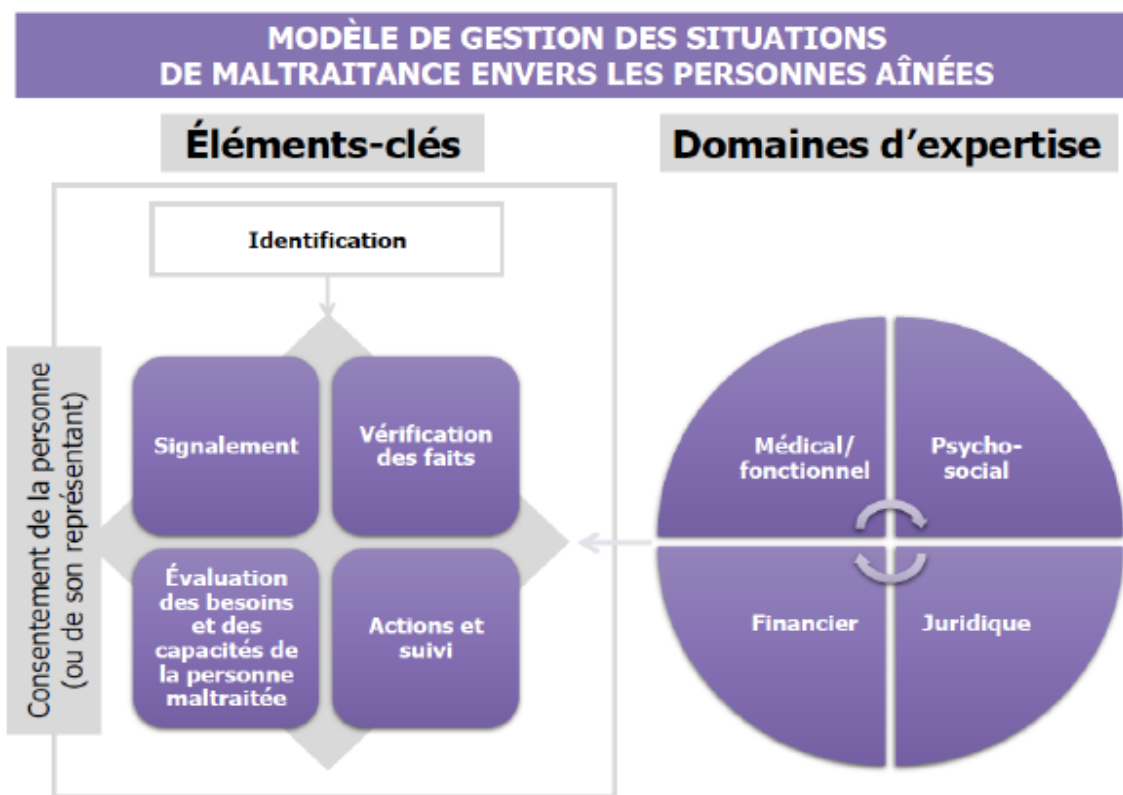 MODÈLE DE GESTION DES SITUATIONS
DE MALTRAITANCE ENVERS LES PERSONNES AÎNÉES
Éléments-clés
Domaines d’expertise
Identification
Consentement de la personne
(ou de son représentant)
Signalement
Vérification
des faits
Évaluation
des besoins
et des
capacités de
la personne
maltraitée
Actions et
suivi
Médical/
fonctionnel
Psycho-
social
Financier
Juridique